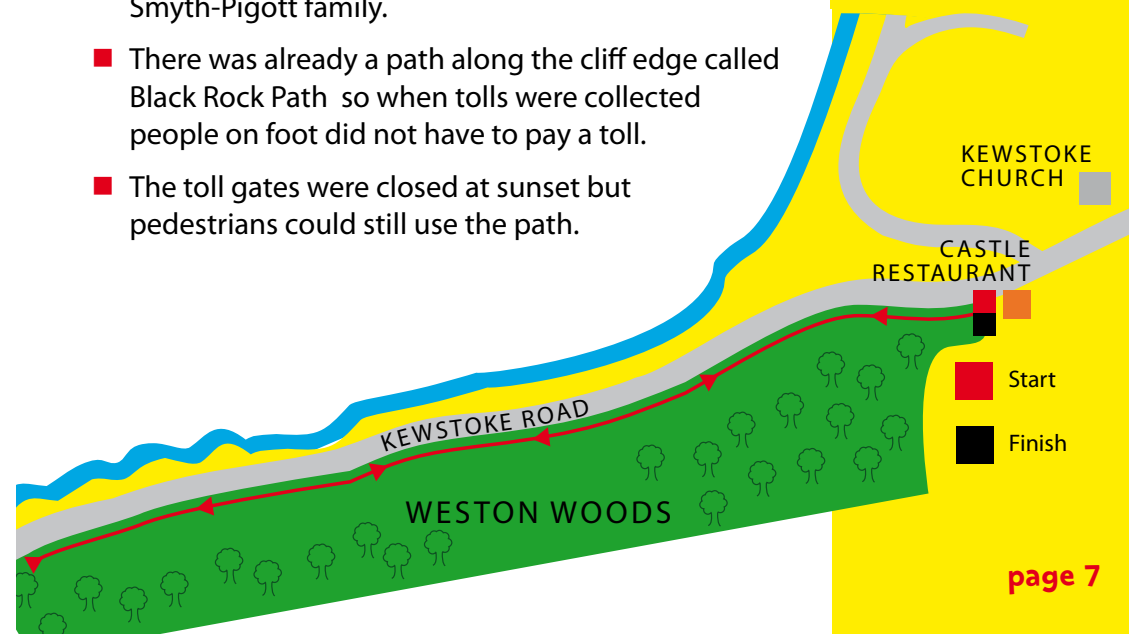 Smyth-Pigott family.
■ There was already a path along the cliff edge called
Black Rock Path so when tolls were collected
people on foot did not have to pay a toll.
■ The toll gates were closed at sunset but
pedestrians could still use the path.
KEWSTOKE
CHURCH
CASTLE
RESTAURANT
Start
Finish
KEWSTOKE ROAD
WESTON WOODS
page 7